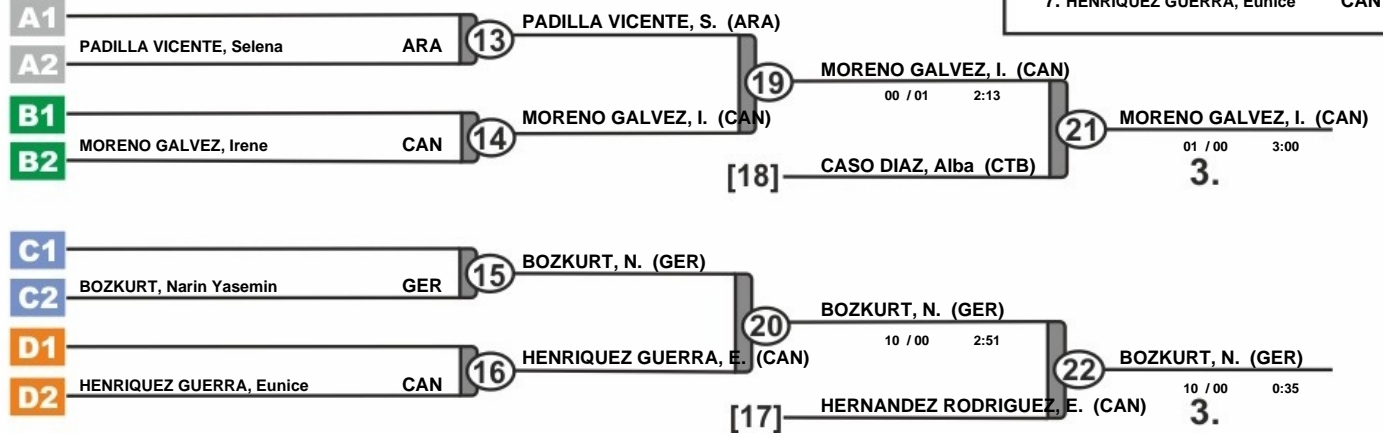 7. HENRIQUEZ GUERRA, Eunice CAN
A1
PADILLA VICENTE, S. (ARA)
PADILLA VICENTE, Selena ARA
13
A2
19
MORENO GALVEZ, I. (CAN)
00 / 01 2:13
B1
MORENO GALVEZ, I. (CAN)
MORENO GALVEZ, Irene CAN
14
B2
21
MORENO GALVEZ, I. (CAN)
01 / 00 3:00
3.
[18] CASO DIAZ, Alba (CTB)
C1
BOZKURT, N. (GER)
BOZKURT, Narin Yasemin GER
15
C2
20
BOZKURT, N. (GER)
10 / 00 2:51
D1
HENRIQUEZ GUERRA, E. (CAN)
HENRIQUEZ GUERRA, Eunice CAN
16
D2
22
BOZKURT, N. (GER)
10 / 00 0:35
3.
[17] HERNANDEZ RODRIGUEZ, E. (CAN)